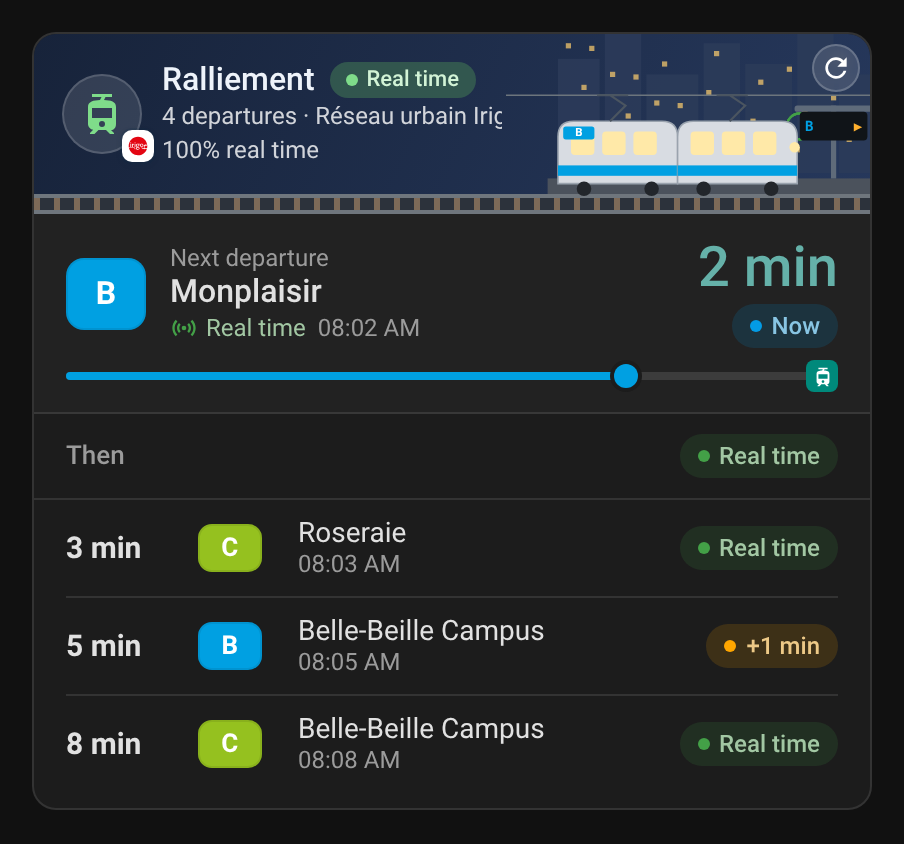 Ralliement
Real time
4 departures · Réseau urbain Irig
100% real time
B
B
B
Next departure
Monplaisir
Real time 08:02 AM
2 min
Now
Then
Real time
3 min
C
Roseraie
08:03 AM
Real time
5 min
B
Belle-Beille Campus
08:05 AM
+1 min
8 min
C
Belle-Beille Campus
08:08 AM
Real time